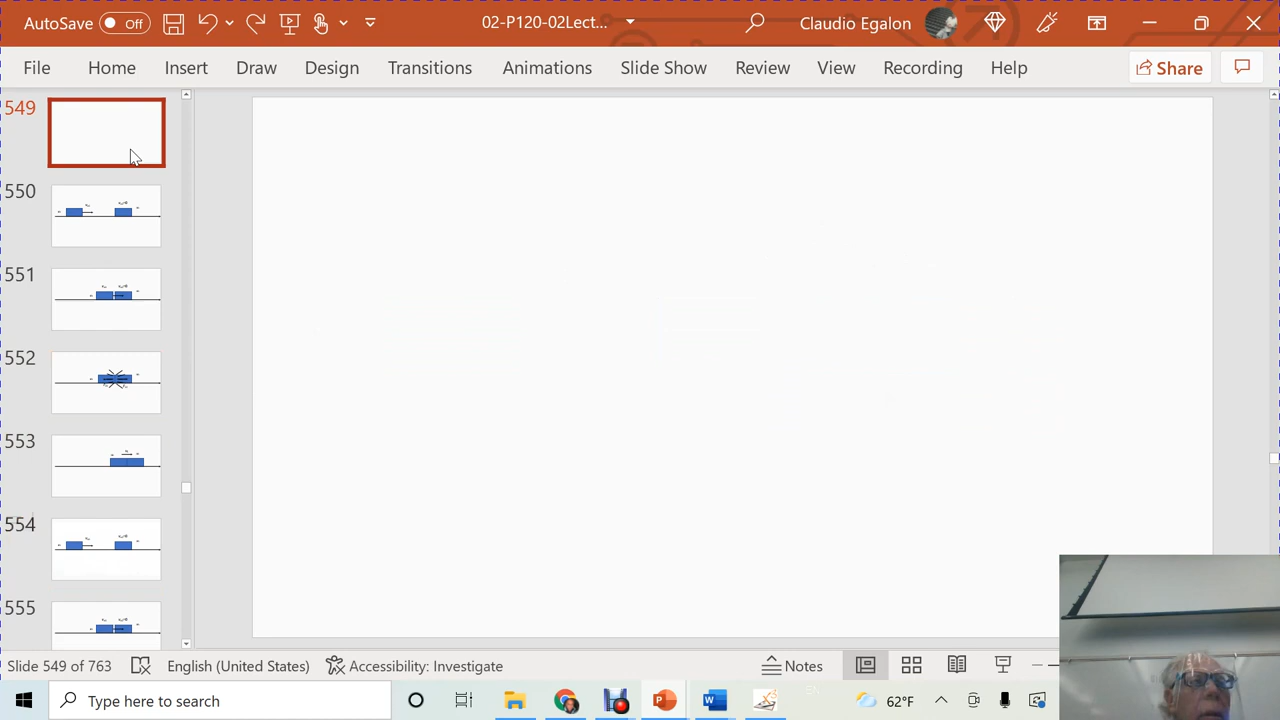 AutoSave Off 02-P120-02Lect... Claudio Egalon
File Home Insert Draw Design Transitions Animations Slide Show Review View Recording Help Share
549
550
551
552
553
554
555
Slide 549 of 763 English (United States) Accessibility: Investigate Notes
Type here to search 62°F